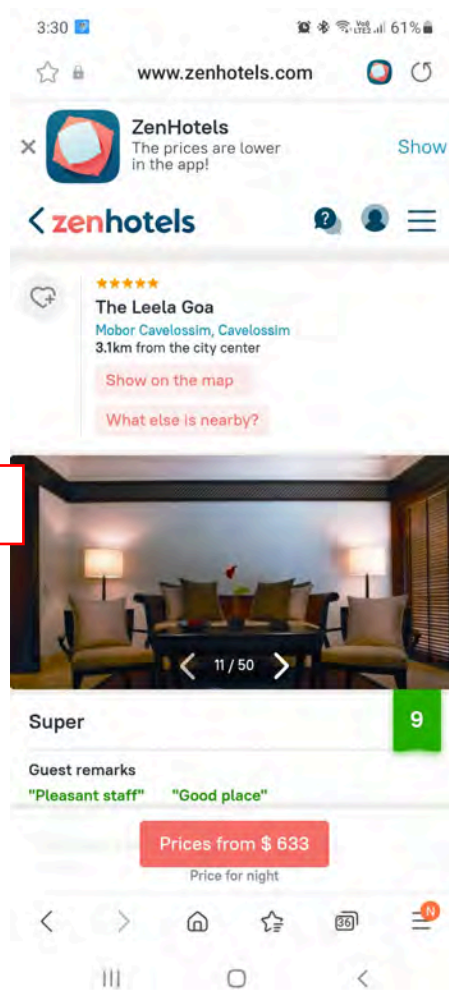 3:30
Vo))
LTE2
61%
www.zenhotels.com
ZenHotels
The prices are lower
in the app!
Show
zenhotels
?
The Leela Goa
Mobor Cavelossim, Cavelossim
3.1km from the city center
Show on the map
What else is nearby?
11 / 50
Super
9
Guest remarks
"Pleasant staff" "Good place"
Prices from $ 633
Price for night
36
N